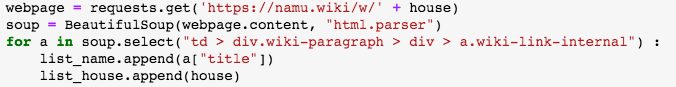 webpage = requests.get('https://namu.wiki/w/' + house)
soup = BeautifulSoup(webpage.content, "html.parser")
for a in soup.select("td > div.wiki-paragraph > div > a.wiki-link-internal") :
    list_name.append(a["title"])
    list_house.append(house)